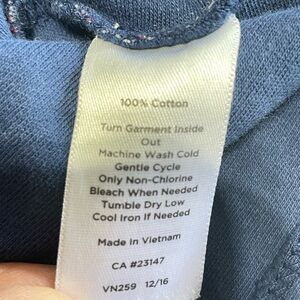 100% Cotton
Turn Garment Inside
Out
Machine Wash Cold
Gentle Cycle
Only Non-Chlorine
Bleach When Needed
Tumble Dry Low
Cool Iron If Needed
Made in Vietnam
CA #23147
VN259 12/16